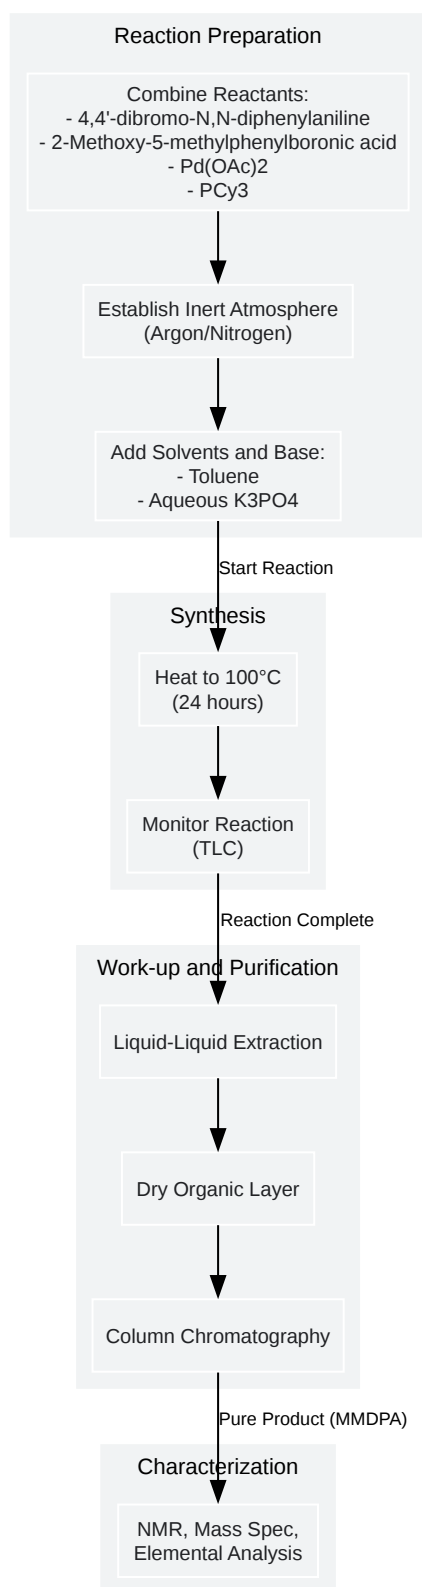 Reaction Preparation
Combine Reactants:
- 4,4'-dibromo-N,N-diphenylaniline
- 2-Methoxy-5-methylphenylboronic acid
- Pd(OAc)2
- PCy3
Establish Inert Atmosphere
(Argon/Nitrogen)
Add Solvents and Base:
- Toluene
- Aqueous K3PO4
Start Reaction
Synthesis
Heat to 100°C
(24 hours)
Monitor Reaction
(TLC)
Reaction Complete
Work-up and Purification
Liquid-Liquid Extraction
Dry Organic Layer
Column Chromatography
Pure Product (MMDPA)
Characterization
NMR, Mass Spec,
Elemental Analysis